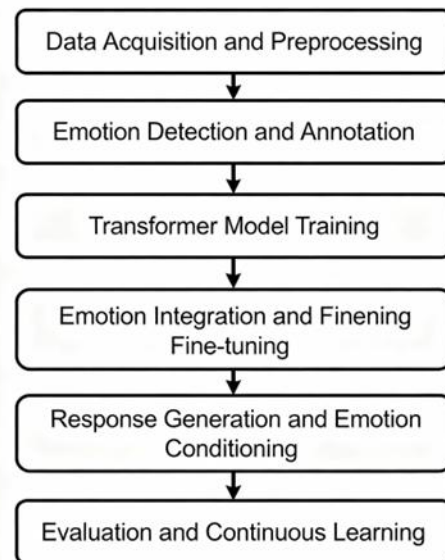 Data Acquisition and Preprocessing
Emotion Detection and Annotation
Transformer Model Training
Emotion Integration and Finening
Fine-tuning
Response Generation and Emotion
Conditioning
Evaluation and Continuous Learning